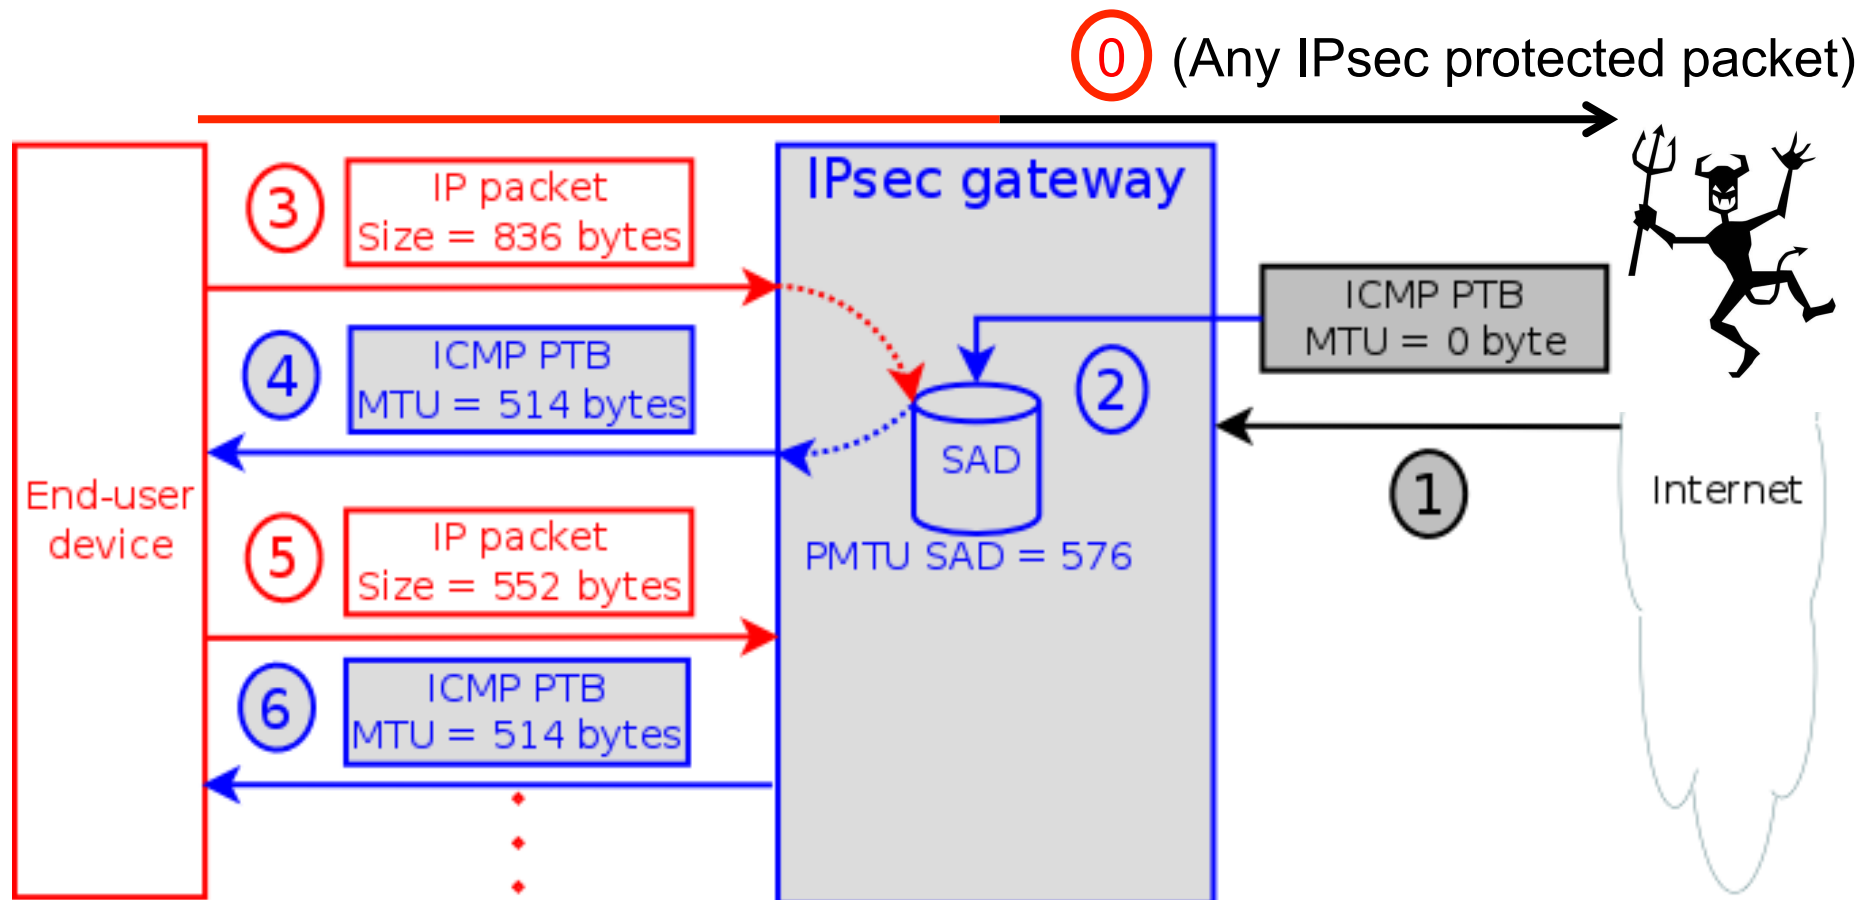 0 (Any IPsec protected packet)
3
IP packet
Size = 836 bytes
IPsec gateway
4
ICMP PTB
MTU = 514 bytes
2
ICMP PTB
MTU = 0 byte
SAD
1
Internet
End-user
device
5
IP packet
Size = 552 bytes
PMTU SAD = 576
6
ICMP PTB
MTU = 514 bytes